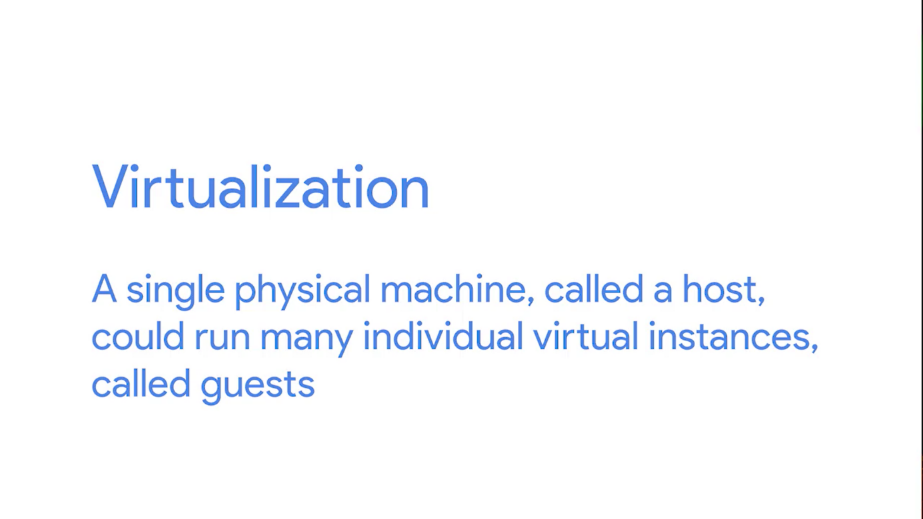 Virtualization
A single physical machine, called a host,
could run many individual virtual instances,
called guests